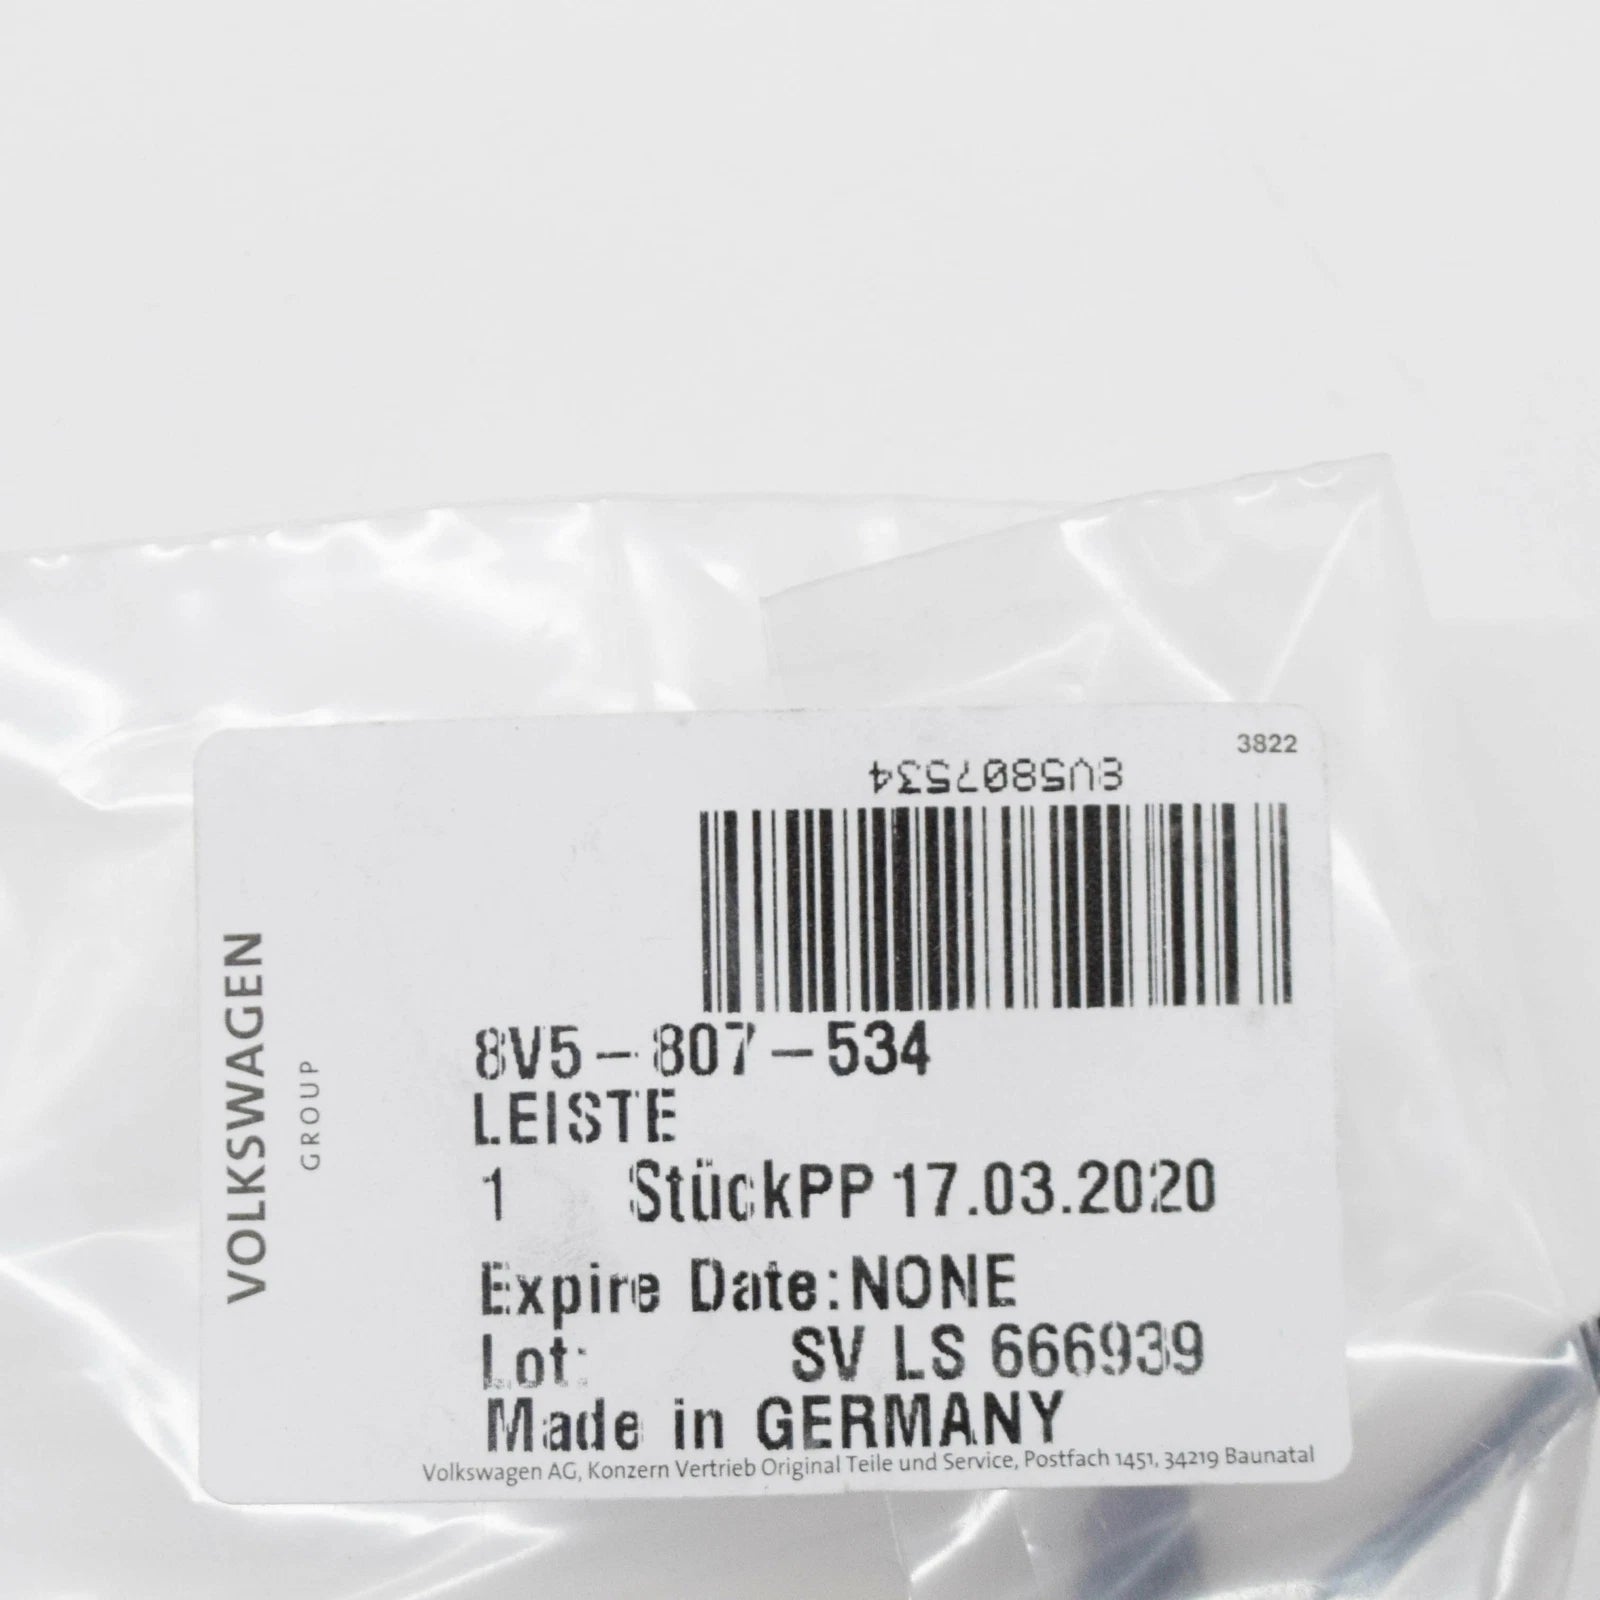 3822
8V5807534
8V5-807-534
LEISTE
1 StückPP 17.03.2020
Expire Date:NONE
Lot: SV LS 666939
Made in GERMANY
Volkswagen AG, Konzern Vertrieb Original Teile und Service, Postfach 1451, 34219 Baunatal
VOLKSWAGEN
GROUP